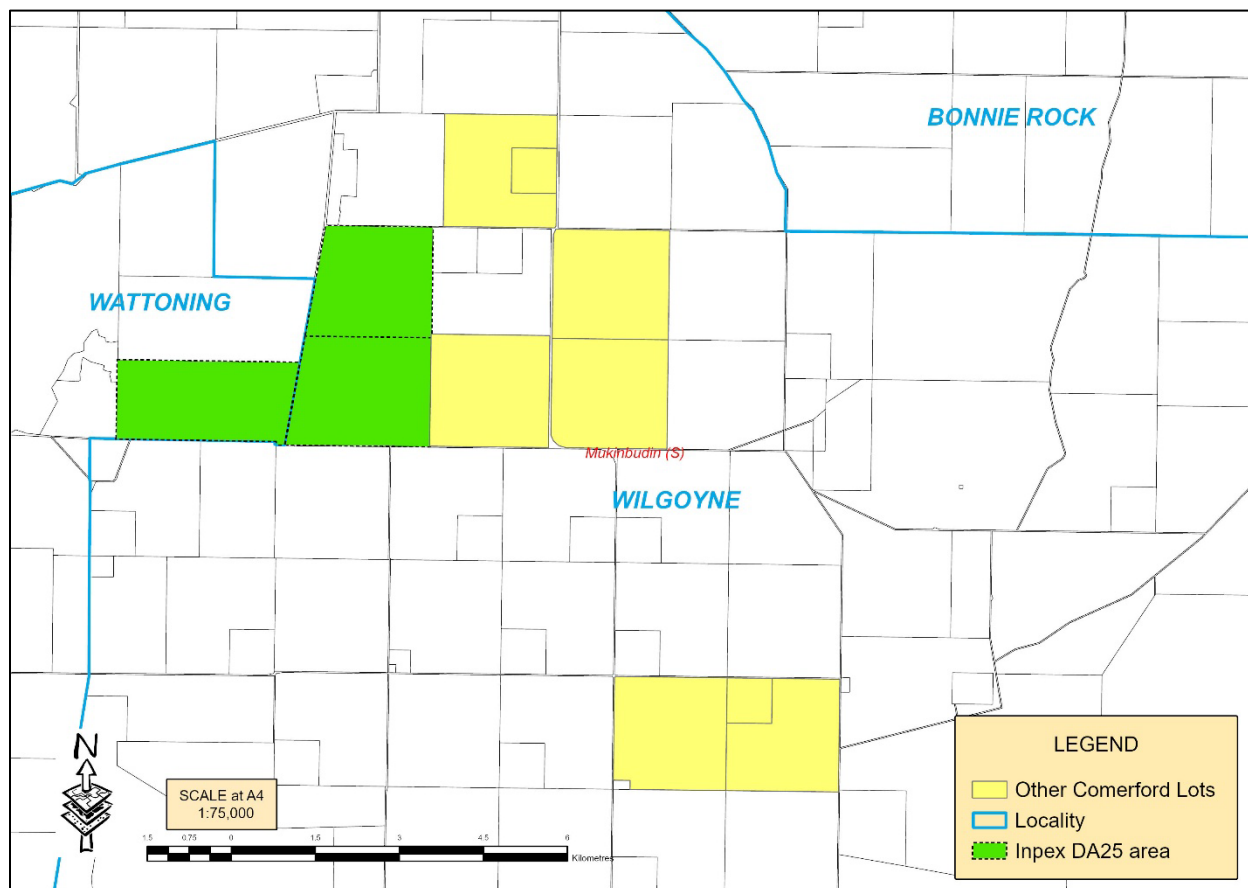 BONNIE ROCK
WATTONING
Mukinbudin (S)
WILGOYNE
N
SCALE at A4
1:75,000
1.5 0.75 0 1.5 3 4.5 6
Kilometres
LEGEND
Other Comerford Lots
Locality
Inpex DA25 area